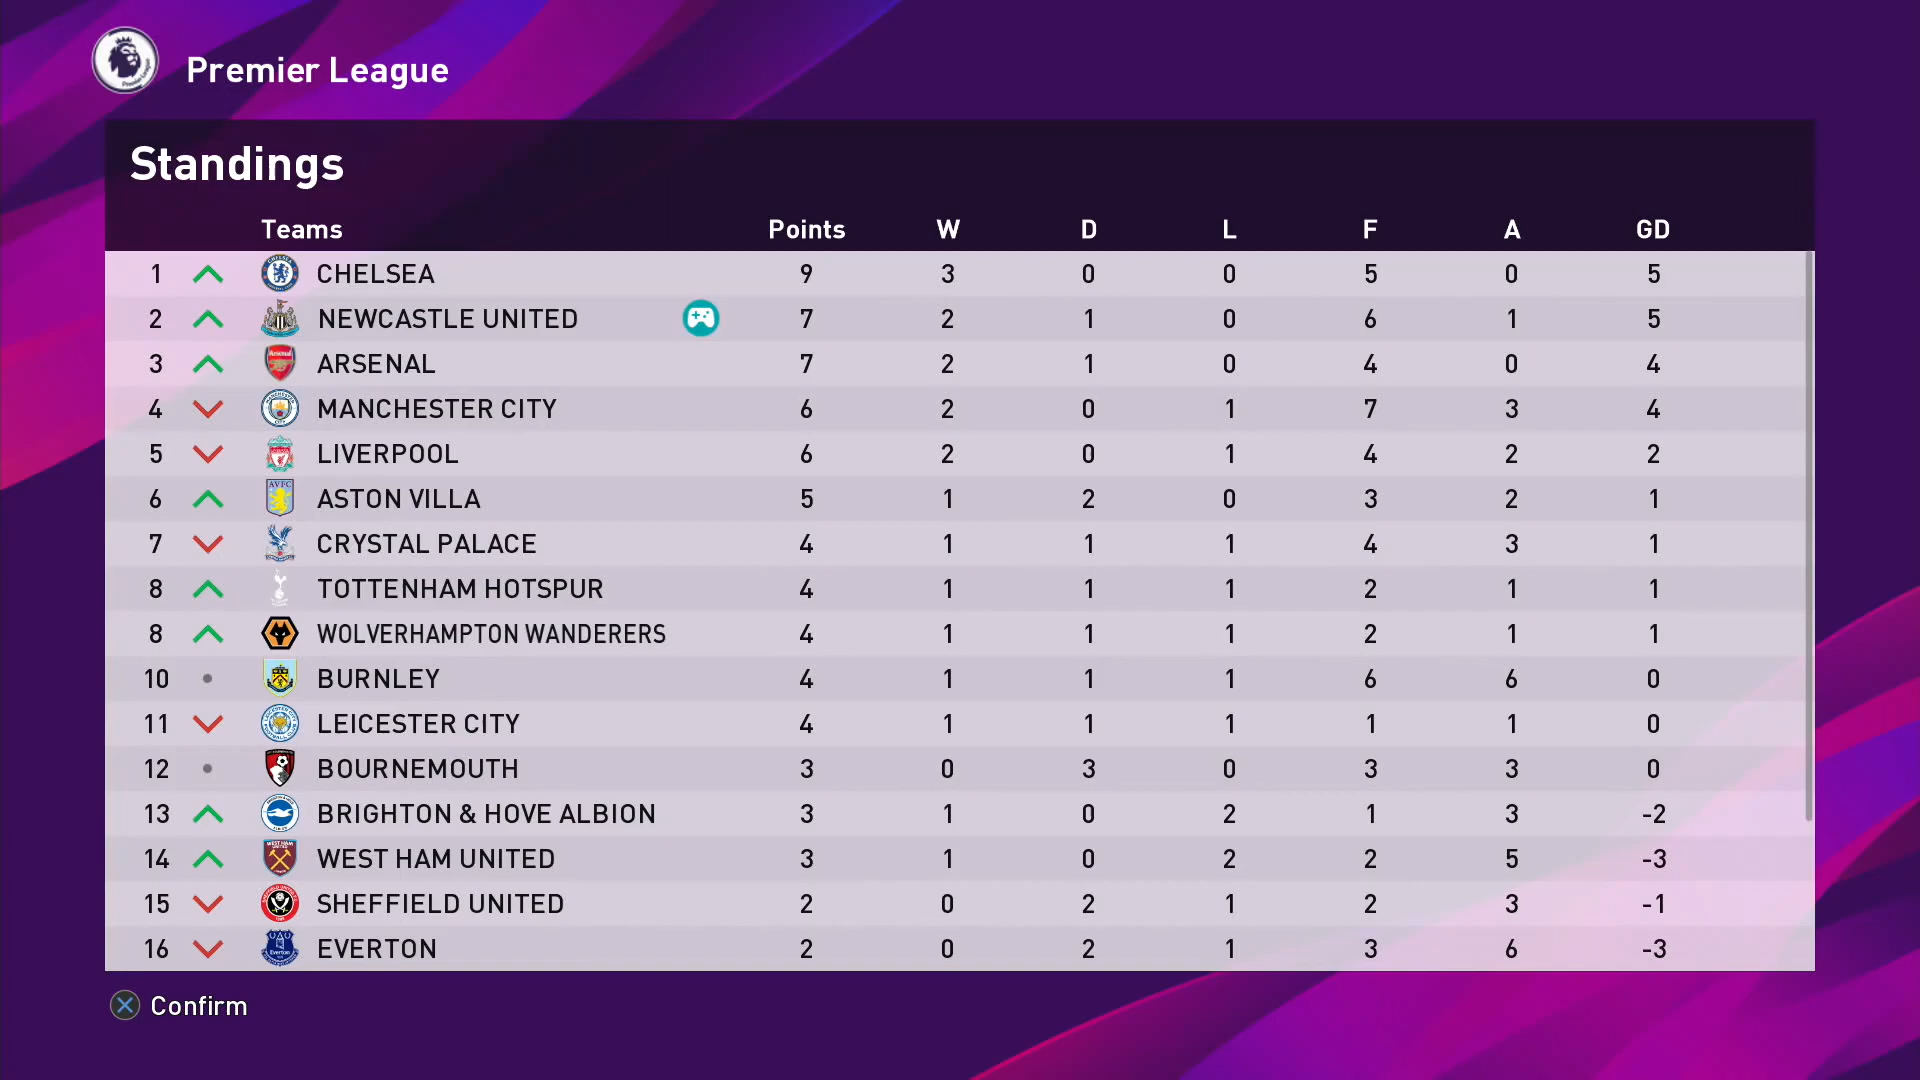 Premier League
Standings
Teams Points W D L F A GD
1 CHELSEA 9 3 0 0 5 0 5
2 NEWCASTLE UNITED 7 2 1 0 6 1 5
3 ARSENAL 7 2 1 0 4 0 4
4 MANCHESTER CITY 6 2 0 1 7 3 4
5 LIVERPOOL 6 2 0 1 4 2 2
6 ASTON VILLA 5 1 2 0 3 2 1
7 CRYSTAL PALACE 4 1 1 1 4 3 1
8 TOTTENHAM HOTSPUR 4 1 1 1 2 1 1
8 WOLVERHAMPTON WANDERERS 4 1 1 1 2 1 1
10 BURNLEY 4 1 1 1 6 6 0
11 LEICESTER CITY 4 1 1 1 1 1 0
12 BOURNEMOUTH 3 0 3 0 3 3 0
13 BRIGHTON & HOVE ALBION 3 1 0 2 1 3 -2
14 WEST HAM UNITED 3 1 0 2 2 5 -3
15 SHEFFIELD UNITED 2 0 2 1 2 3 -1
16 EVERTON 2 0 2 1 3 6 -3
Confirm